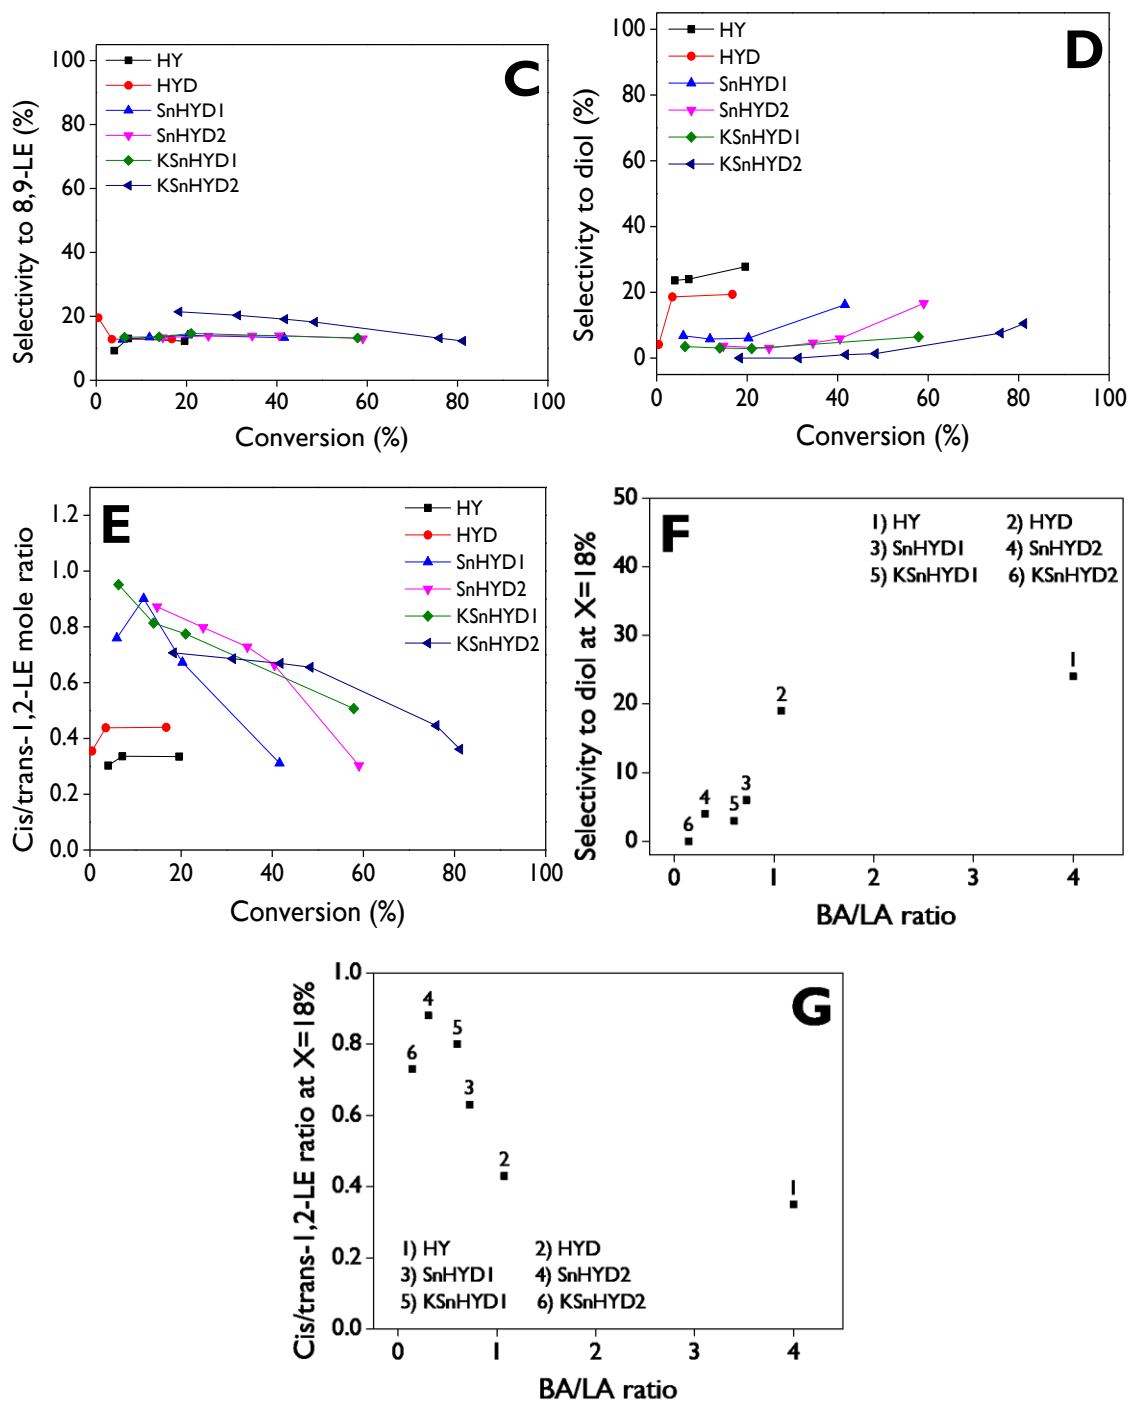 C
Selectivity to 8,9-LE (%)
100
80
60
40
20
0
HY
HYD
SnHYD1
SnHYD2
KSnHYD1
KSnHYD2
0 20 40 60 80 100
Conversion (%)
D
Selectivity to diol (%)
100
80
60
40
20
0
HY
HYD
SnHYD1
SnHYD2
KSnHYD1
KSnHYD2
0 20 40 60 80 100
Conversion (%)
E
Cis/trans-1,2-LE mole ratio
1.2
1.0
0.8
0.6
0.4
0.2
0.0
HY
HYD
SnHYD1
SnHYD2
KSnHYD1
KSnHYD2
0 20 40 60 80 100
Conversion (%)
F
Selectivity to diol at X=18%
50
40
30
20
10
0
1) HY 2) HYD
3) SnHYD1 4) SnHYD2
5) KSnHYD1 6) KSnHYD2
1
2
3
4
5
6
0 1 2 3 4
BA/LA ratio
G
Cis/trans-1,2-LE ratio at X=18%
1.0
0.8
0.6
0.4
0.2
0.0
4
5
6
3
2
1
1) HY 2) HYD
3) SnHYD1 4) SnHYD2
5) KSnHYD1 6) KSnHYD2
0 1 2 3 4
BA/LA ratio